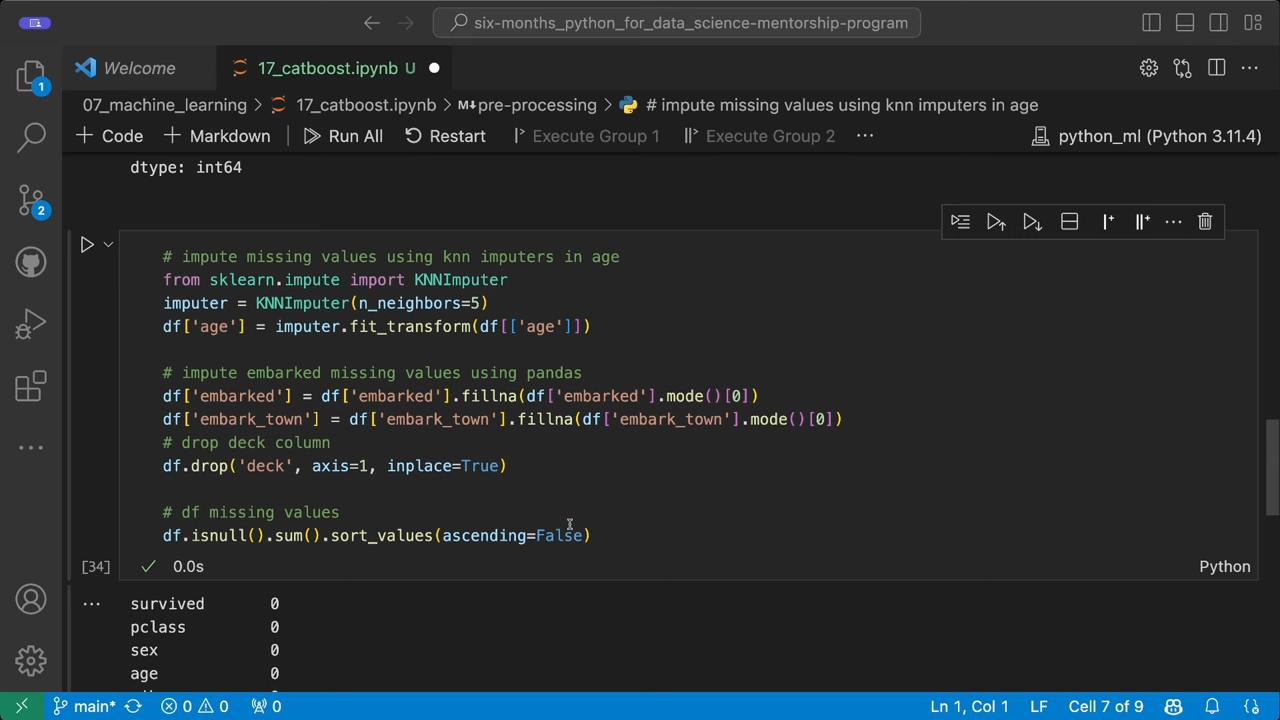 six-months_python_for_data_science-mentorship-program
Welcome
17_catboost.ipynb U
07_machine_learning > 17_catboost.ipynb > M↓pre-processing > # impute missing values using knn imputers in age
+ Code + Markdown | Run All Restart Execute Group 1 Execute Group 2 ... python_ml (Python 3.11.4)
dtype: int64
# impute missing values using knn imputers in age
from sklearn.impute import KNNImputer
imputer = KNNImputer(n_neighbors=5)
df['age'] = imputer.fit_transform(df[['age']])
# impute embarked missing values using pandas
df['embarked'] = df['embarked'].fillna(df['embarked'].mode()[0])
df['embark_town'] = df['embark_town'].fillna(df['embark_town'].mode()[0])
# drop deck column
df.drop('deck', axis=1, inplace=True)
# df missing values
df.isnull().sum().sort_values(ascending=False)
[34] ✓ 0.0s Python
... survived 0
pclass 0
sex 0
age 0
1
2
main* 0 0 0 Ln 1, Col 1 LF Cell 7 of 9